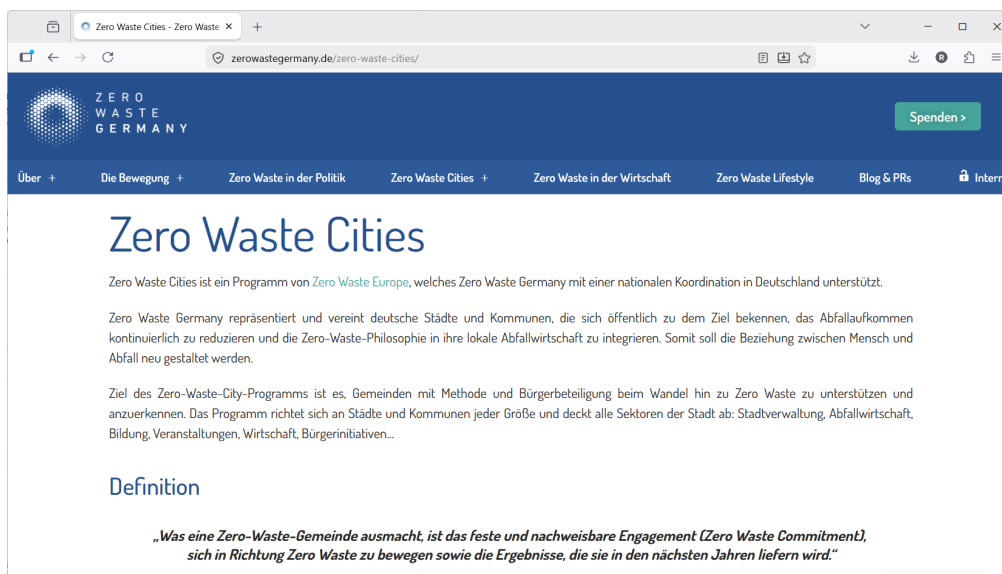 Zero Waste Cities - Zero Waste
zerowastegermany.de/zero-waste-cities/
R
ZERO
WASTE
GERMANY
Spenden >
Über +
Die Bewegung +
Zero Waste in der Politik
Zero Waste Cities +
Zero Waste in der Wirtschaft
Zero Waste Lifestyle
Blog & PRs
Intern
Zero Waste Cities
Zero Waste Cities ist ein Programm von Zero Waste Europe, welches Zero Waste Germany mit einer nationalen Koordination in Deutschland unterstützt.
Zero Waste Germany repräsentiert und vereint deutsche Städte und Kommunen, die sich öffentlich zu dem Ziel bekennen, das Abfallaufkommen
kontinuierlich zu reduzieren und die Zero-Waste-Philosophie in ihre lokale Abfallwirtschaft zu integrieren. Somit soll die Beziehung zwischen Mensch und
Abfall neu gestaltet werden.
Ziel des Zero-Waste-City-Programms ist es, Gemeinden mit Methode und Bürgerbeteiligung beim Wandel hin zu Zero Waste zu unterstützen und
anzuerkennen. Das Programm richtet sich an Städte und Kommunen jeder Größe und deckt alle Sektoren der Stadt ab: Stadtverwaltung, Abfallwirtschaft,
Bildung, Veranstaltungen, Wirtschaft, Bürgerinitiativen...
Definition
„Was eine Zero-Waste-Gemeinde ausmacht, ist das feste und nachweisbare Engagement (Zero Waste Commitment),
sich in Richtung Zero Waste zu bewegen sowie die Ergebnisse, die sie in den nächsten Jahren liefern wird.“